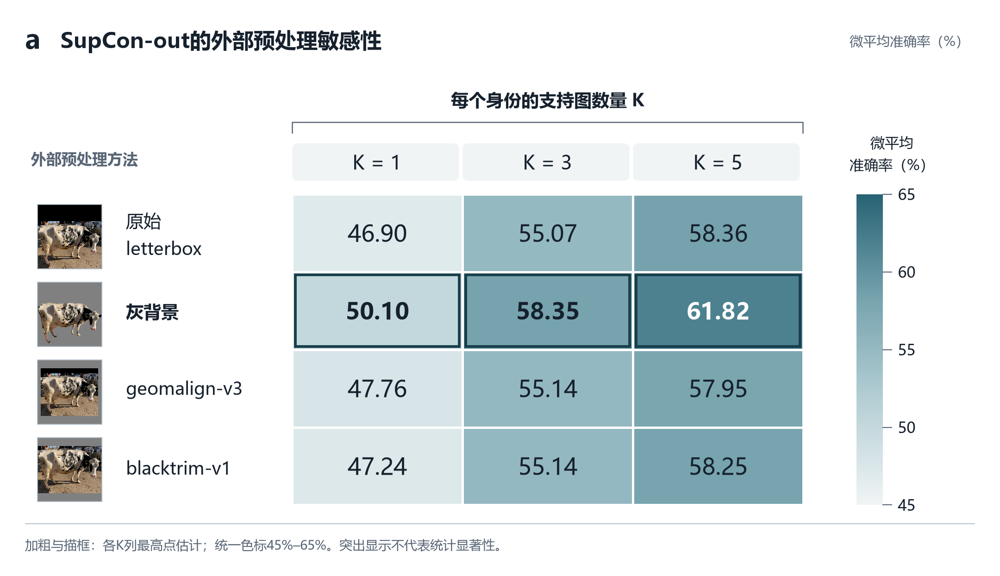 a SupCon-out的外部预处理敏感性
微平均准确率（%）
每个身份的支持图数量 K
外部预处理方法
K = 1
K = 3
K = 5
微平均
准确率（%）
原始
letterbox
46.90
55.07
58.36
灰背景
50.10
58.35
61.82
geomalign-v3
47.76
55.14
57.95
blacktrim-v1
47.24
55.14
58.25
65
60
55
50
45
加粗与描框：各K列最高点估计；统一色标45%–65%。突出显示不代表统计显著性。